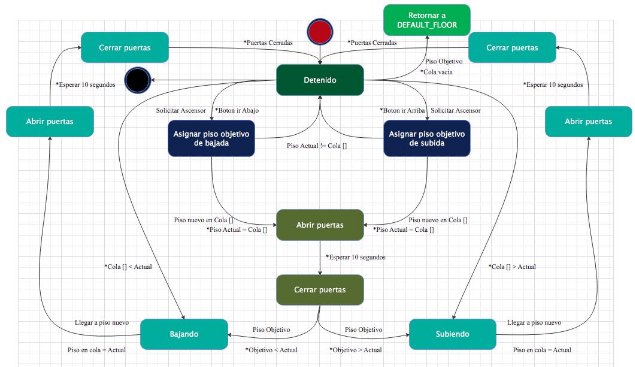 Retornar a
DEFAULT_FLOOR
Cerrar puertas
*Puertas Cerradas
*Puertas Cerradas
Cerrar puertas
Piso Objetivo
*Cola vacia
*Esperar 10 segundos
Detenido
*Esperar 10 segundos
Abrir puertas
Solicitar Ascensor
*Boton ir Abajo
*Boton ir Arriba
Solicitar Ascensor
Abrir puertas
Asignar piso objetivo
de bajada
Asignar piso objetivo
de subida
Piso Actual != Cola []
Piso nuevo en Cola []
*Piso Actual = Cola []
Abrir puertas
Piso nuevo en Cola []
*Piso Actual = Cola []
*Esperar 10 segundos
*Cola [] < Actual
*Cola [] > Actual
Cerrar puertas
Llegar a piso nuevo
Piso en cola = Actual
Bajando
Piso Objetivo
*Objetivo < Actual
Piso Objetivo
*Objetivo > Actual
Subiendo
Llegar a piso nuevo
Piso en cola = Actual